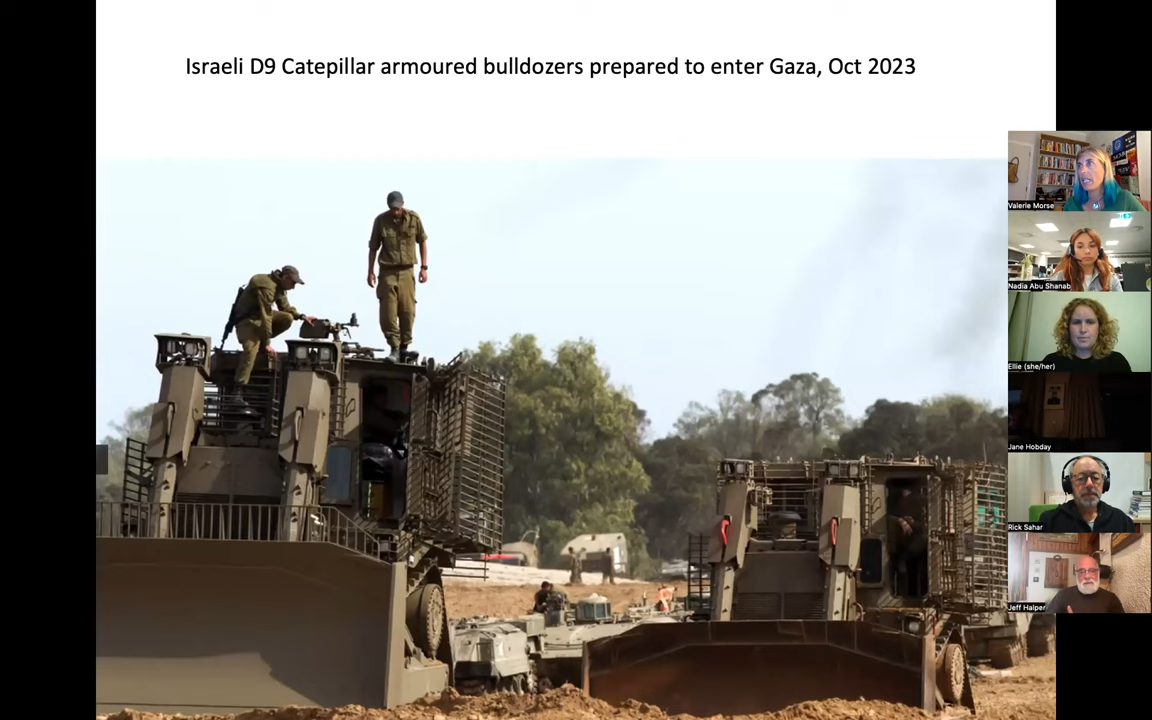 Israeli D9 Catepillar armoured bulldozers prepared to enter Gaza, Oct 2023
Valerie Morse
Nadia Abu Shanab
Ellie (she/her)
Jane Hobday
Rick Sahar
Jeff Halper